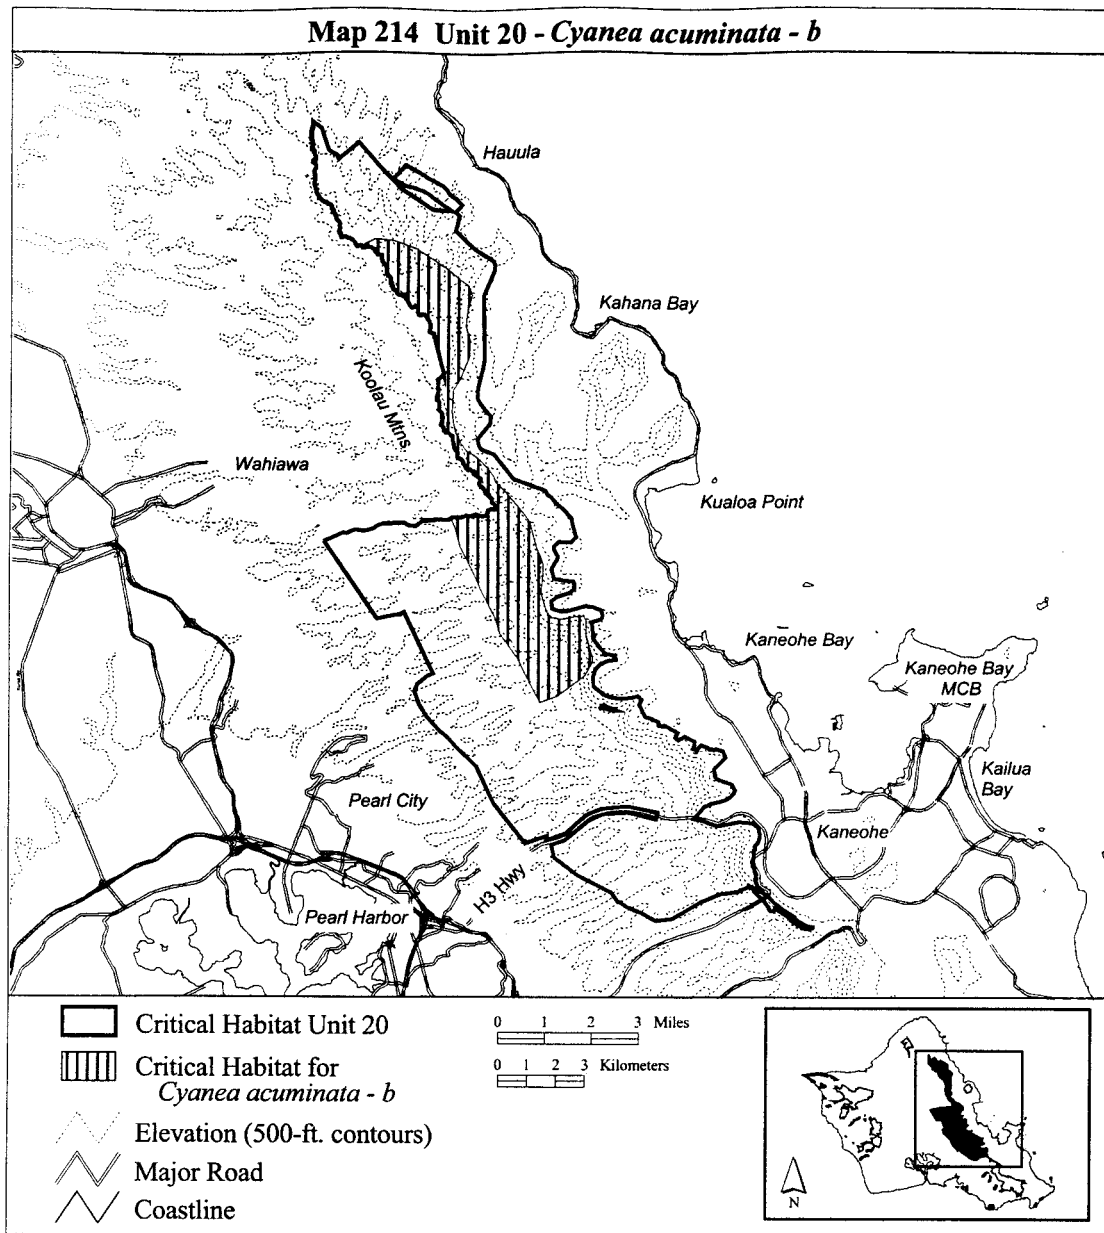 Map 214 Unit 20 - Cyanea acuminata - b
Hauula
Kahana Bay
Koolau Mtns
Wahiawa
Kualoa Point
Kaneohe Bay
Kaneohe Bay
MCB
Kailua
Bay
Pearl City
Kaneohe
H3 Hwy
Pearl Harbor
Critical Habitat Unit 20
Critical Habitat for
Cyanea acuminata - b
Elevation (500-ft. contours)
Major Road
Coastline
0 1 2 3 Miles
0 1 2 3 Kilometers
N